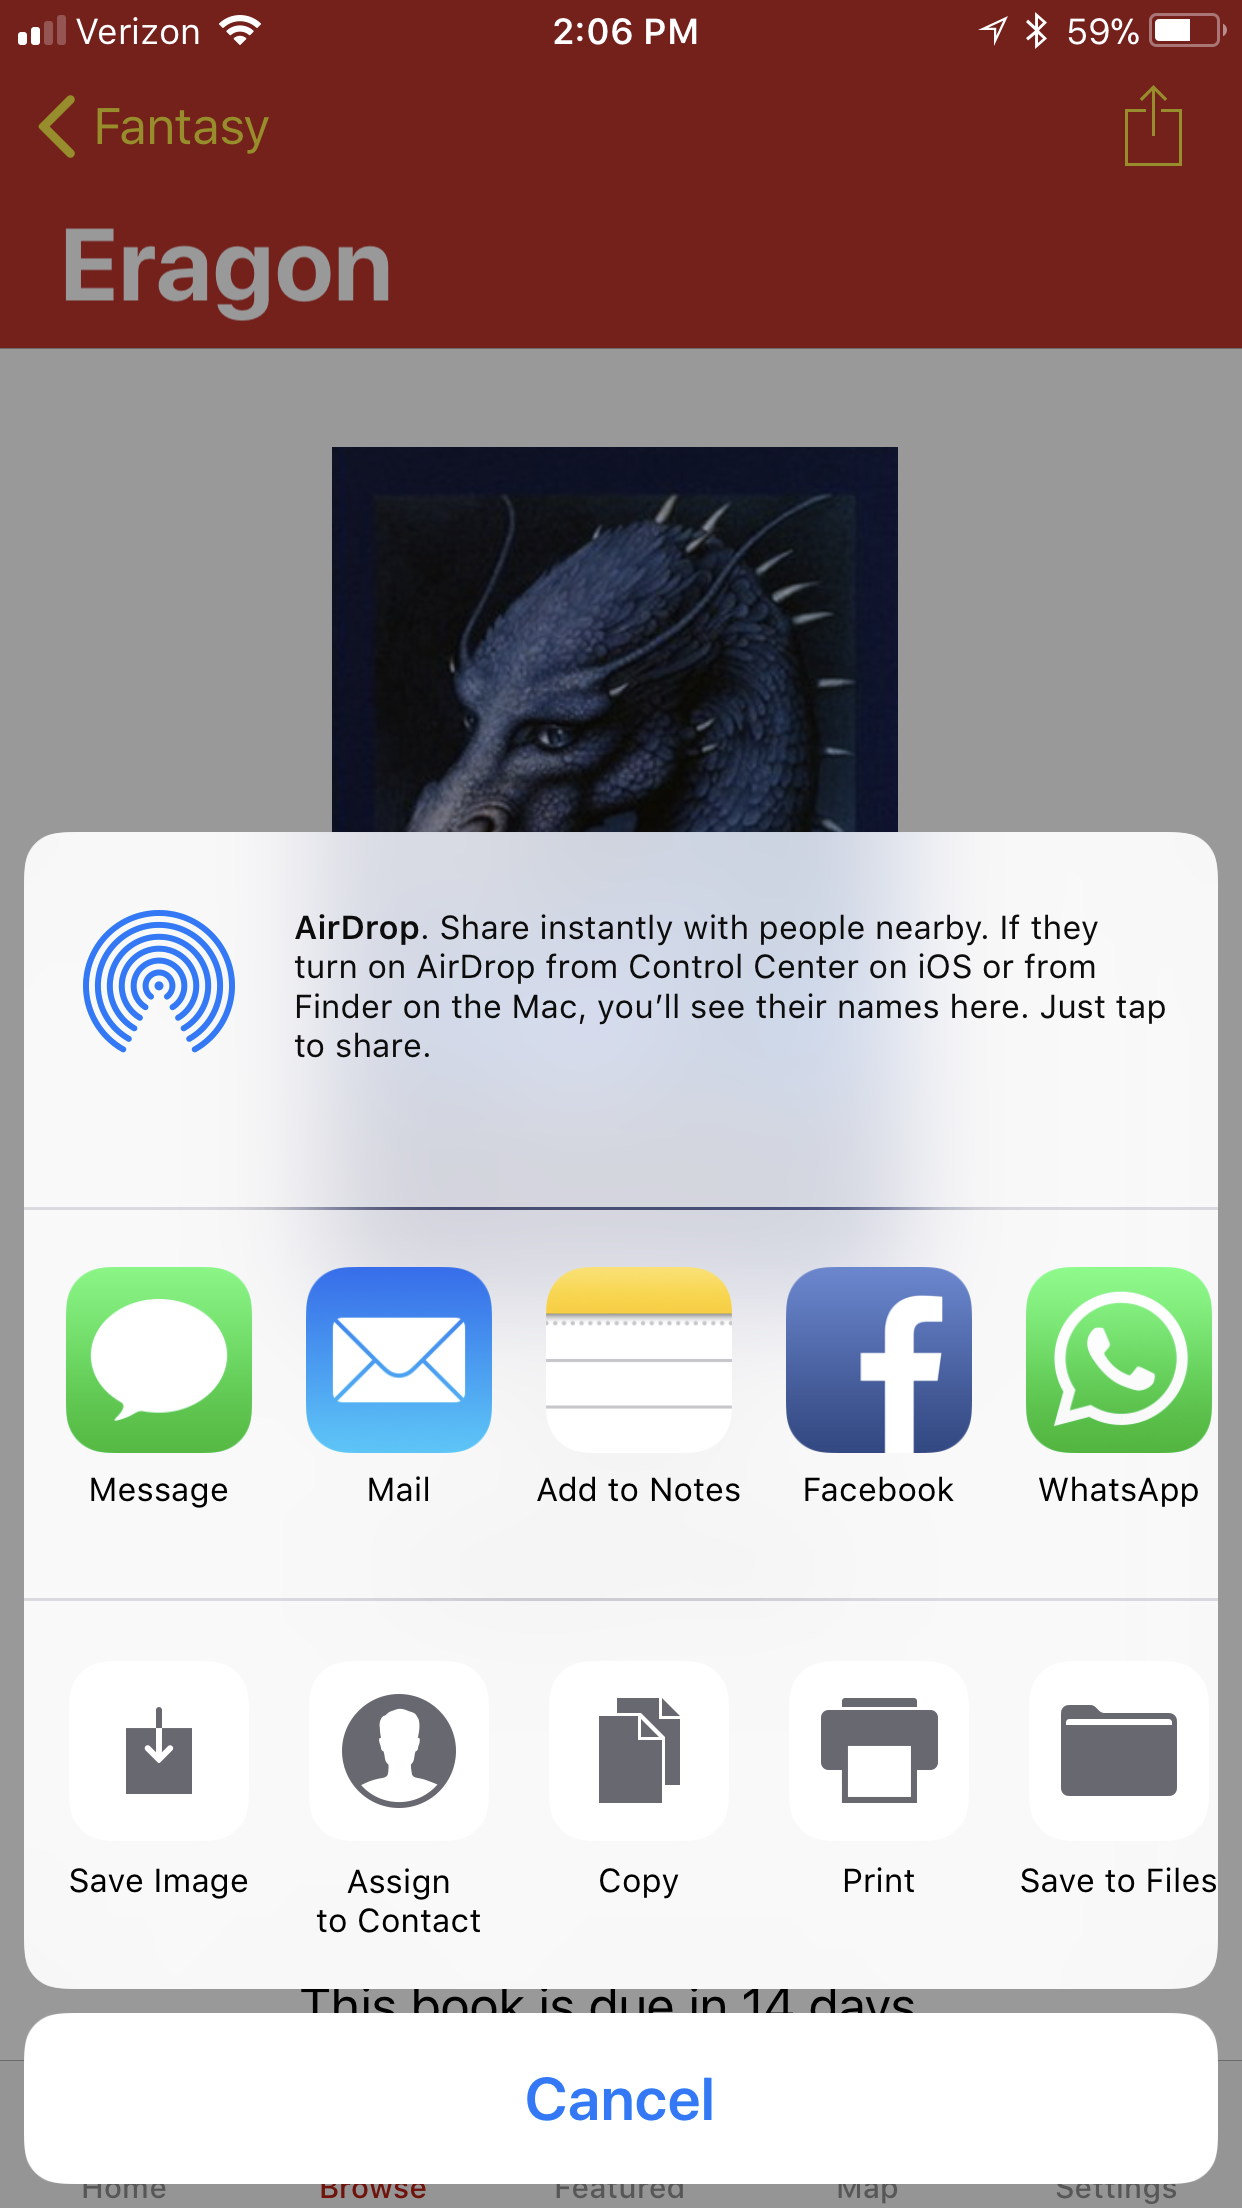 Verizon 2:06 PM 59%
Fantasy
Eragon
AirDrop. Share instantly with people nearby. If they
turn on AirDrop from Control Center on iOS or from
Finder on the Mac, you’ll see their names here. Just tap
to share.
Message Mail Add to Notes Facebook WhatsApp
Save Image Assign Copy Print Save to Files
to Contact
This book is due in 14 days
Cancel
Home Browse Featured Map Settings